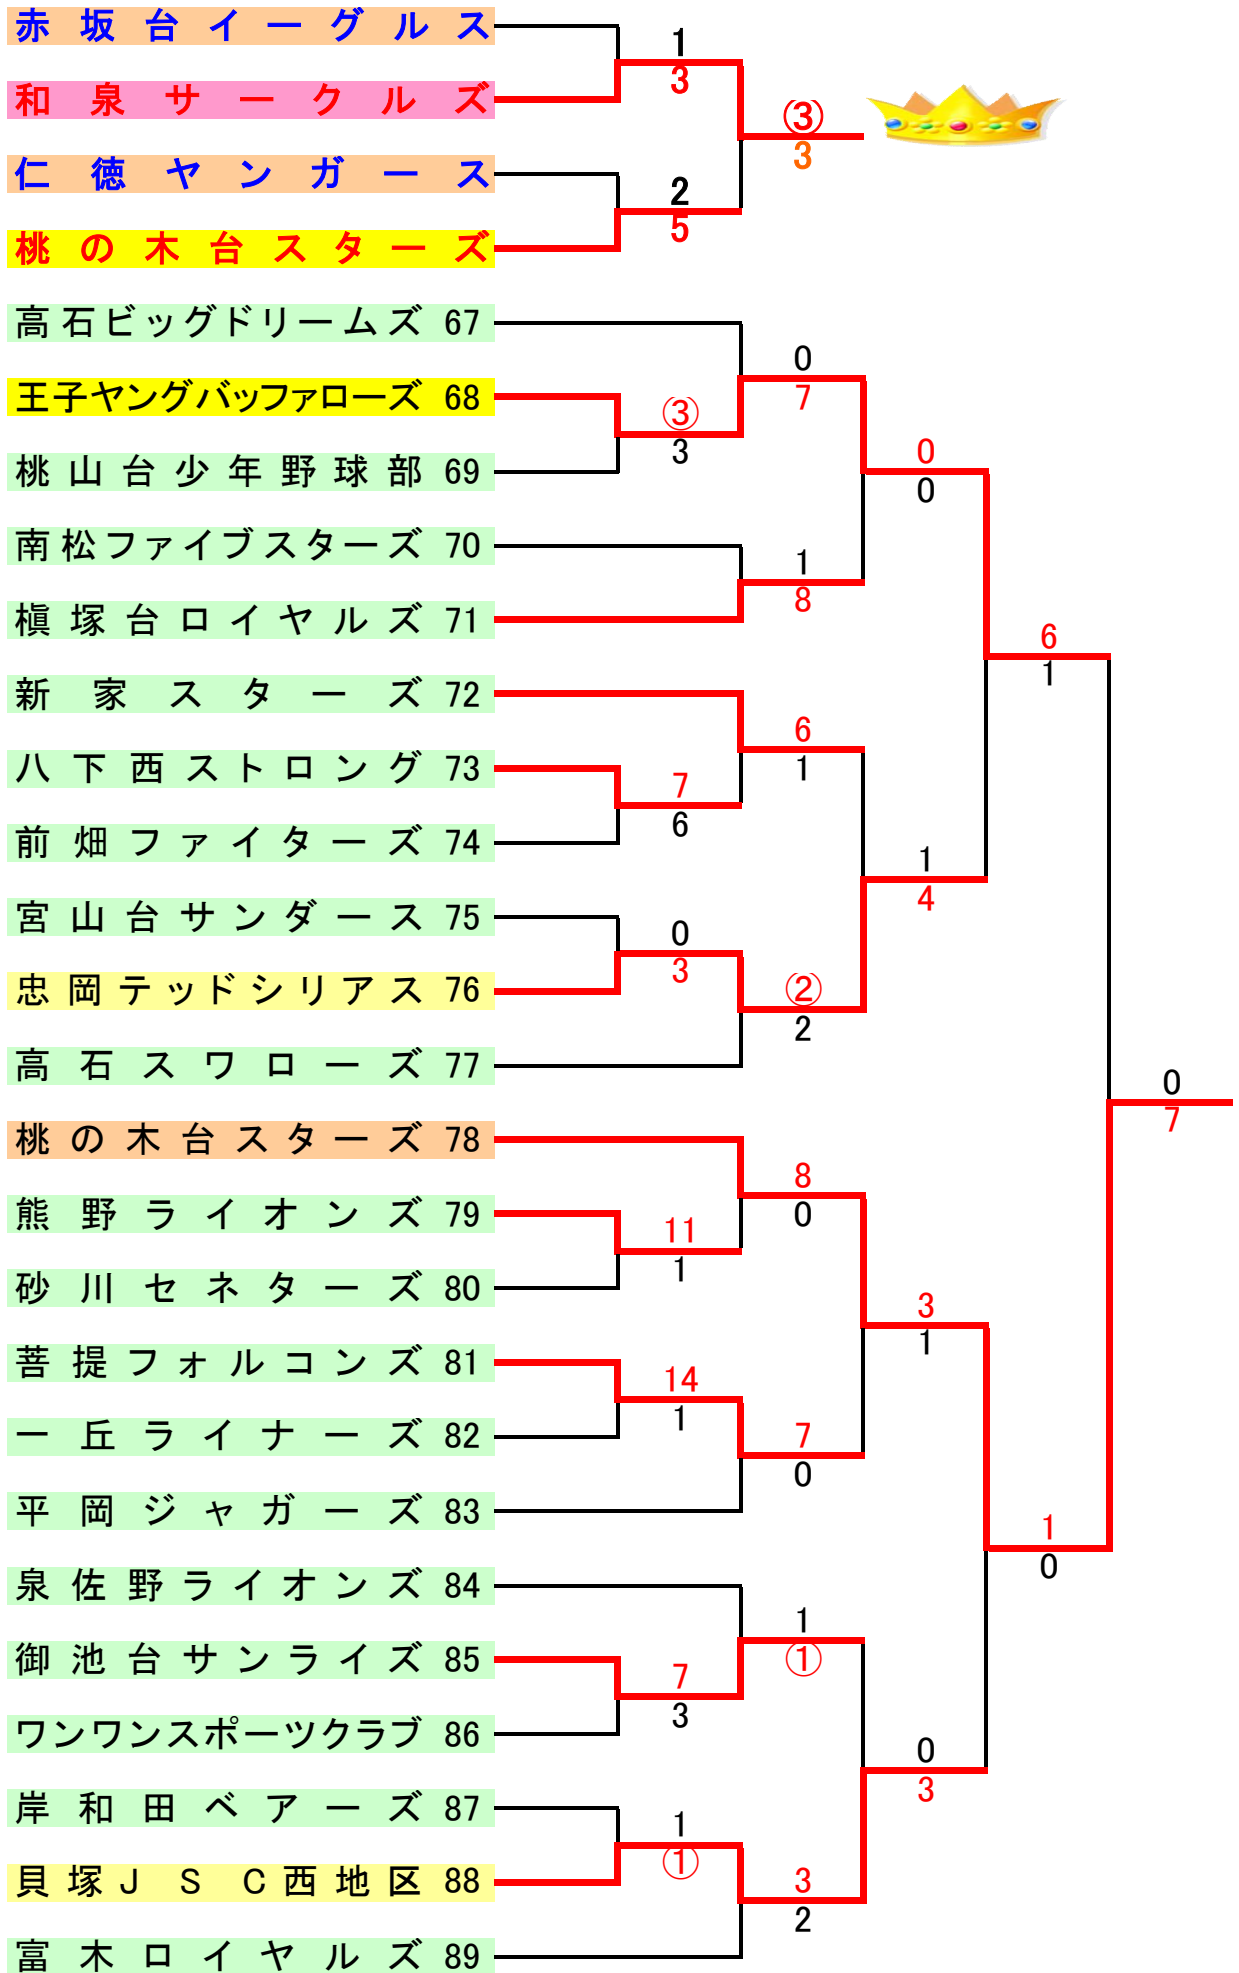 赤坂台イーグルス
1
和泉サークルズ
3
③
3
仁徳ヤンガース
2
桃の木台スターズ
5
高石ビッグドリームズ 67
0
王子ヤングバッファローズ 68
7
③
3
桃山台少年野球部 69
0
0
南松ファイブスターズ 70
1
8
槇塚台ロイヤルズ 71
6
1
新家スターズ 72
6
1
八下西ストロング 73
7
6
前畑ファイターズ 74
1
4
宮山台サンダース 75
0
3
忠岡テッドシリアス 76
②
2
高石スワローズ 77
0
7
桃の木台スターズ 78
8
0
熊野ライオンズ 79
11
1
砂川セネターズ 80
3
1
菩提フォルコンズ 81
14
1
一丘ライナーズ 82
7
0
平岡ジャガーズ 83
1
0
泉佐野ライオンズ 84
1
①
御池台サンライズ 85
7
3
ワンワンスポーツクラブ 86
0
3
岸和田ベアーズ 87
1
①
貝塚JSC西地区 88
3
2
富木ロイヤルズ 89